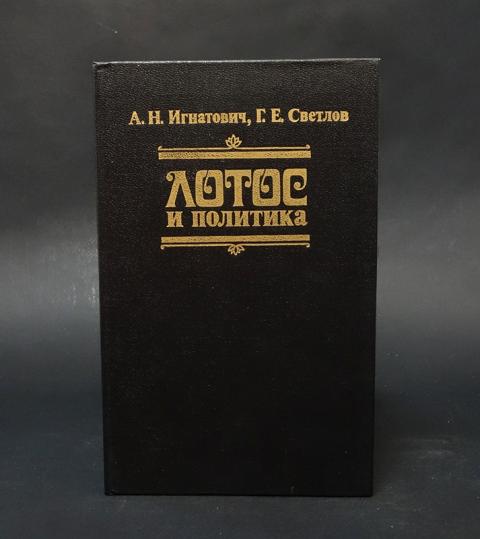 А. Н. Игнатович, Г. Е. Светлов
ЛОТОС
И ПОЛИТИКА